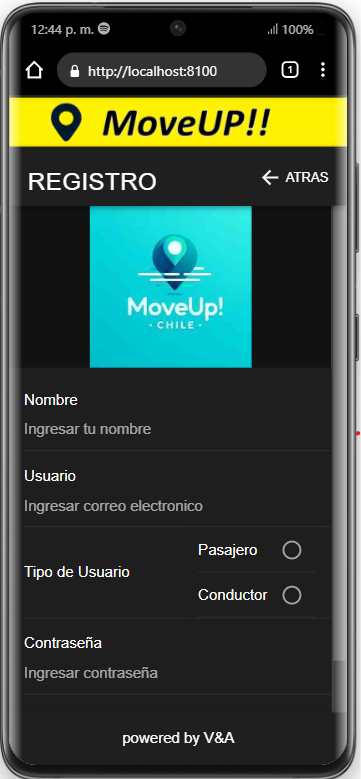 12:44 p. m.
100%
http://localhost:8100
1
MoveUP!!
REGISTRO
ATRAS
MoveUp!
- CHILE -
Nombre
Ingresar tu nombre
Usuario
Ingresar correo electronico
Pasajero
Tipo de Usuario
Conductor
Contraseña
Ingresar contraseña
powered by V&A